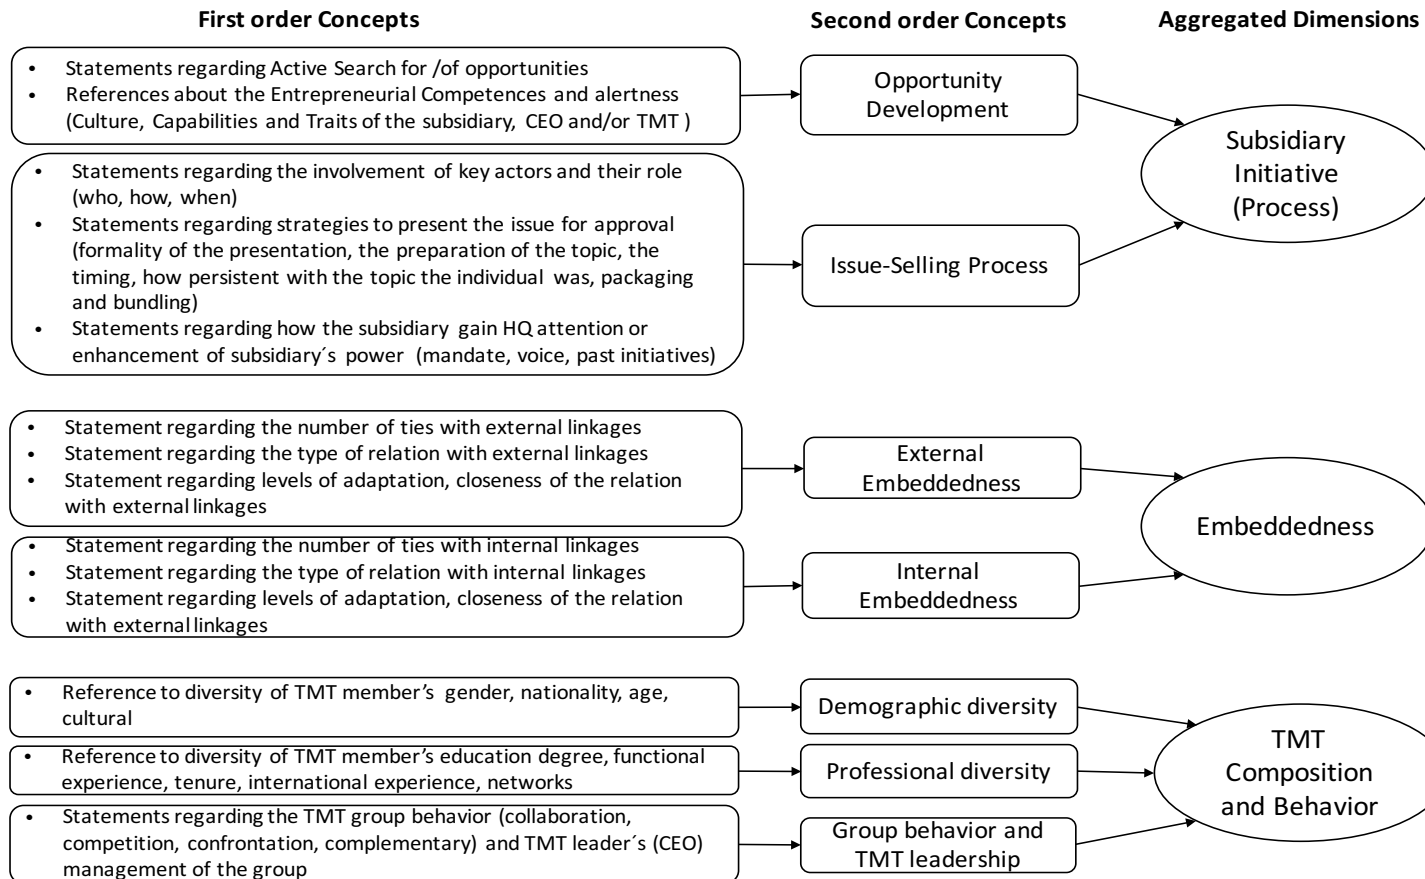 First order Concepts
Second order Concepts
Aggregated Dimensions
• Statements regarding Active Search for /of opportunities
• References about the Entrepreneurial Competences and alertness
(Culture, Capabilities and Traits of the subsidiary, CEO and/or TMT )
Opportunity
Development
• Statements regarding the involvement of key actors and their role
(who, how, when)
• Statements regarding strategies to present the issue for approval
(formality of the presentation, the preparation of the topic, the
timing, how persistent with the topic the individual was, packaging
and bundling)
• Statements regarding how the subsidiary gain HQ attention or
enhancement of subsidiary´s power (mandate, voice, past initiatives)
Issue-Selling Process
Subsidiary
Initiative
(Process)
• Statement regarding the number of ties with external linkages
• Statement regarding the type of relation with external linkages
• Statement regarding levels of adaptation, closeness of the relation
with external linkages
External
Embeddedness
• Statement regarding the number of ties with internal linkages
• Statement regarding the type of relation with internal linkages
• Statement regarding levels of adaptation, closeness of the relation
with external linkages
Internal
Embeddedness
Embeddedness
• Reference to diversity of TMT member’s gender, nationality, age,
cultural
Demographic diversity
• Reference to diversity of TMT member’s education degree, functional
experience, tenure, international experience, networks
Professional diversity
• Statements regarding the TMT group behavior (collaboration,
competition, confrontation, complementary) and TMT leader´s (CEO)
management of the group
Group behavior and
TMT leadership
TMT
Composition
and Behavior